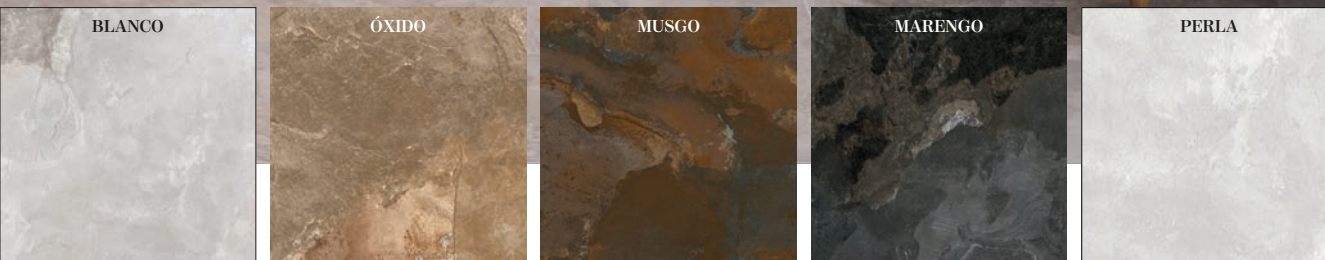 BLANCO
ÓXIDO
MUSGO
MARENGO
PERLA